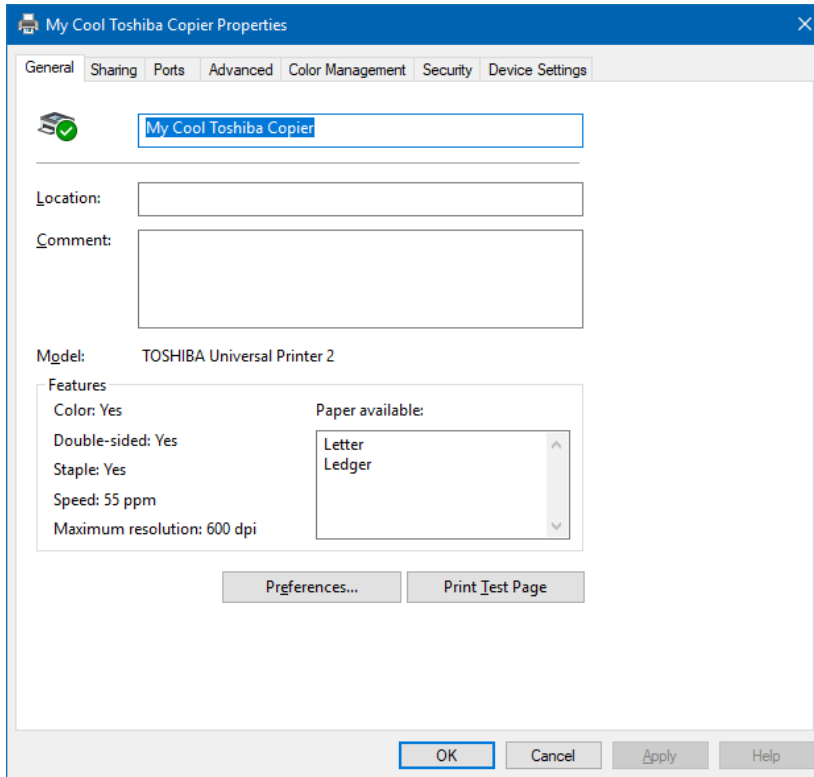 My Cool Toshiba Copier Properties
General Sharing Ports Advanced Color Management Security Device Settings
My Cool Toshiba Copier
Location:
Comment:
Model: TOSHIBA Universal Printer 2
Features
Color: Yes
Double-sided: Yes
Staple: Yes
Speed: 55 ppm
Maximum resolution: 600 dpi
Paper available:
Letter
Ledger
Preferences... Print Test Page
OK Cancel Apply Help